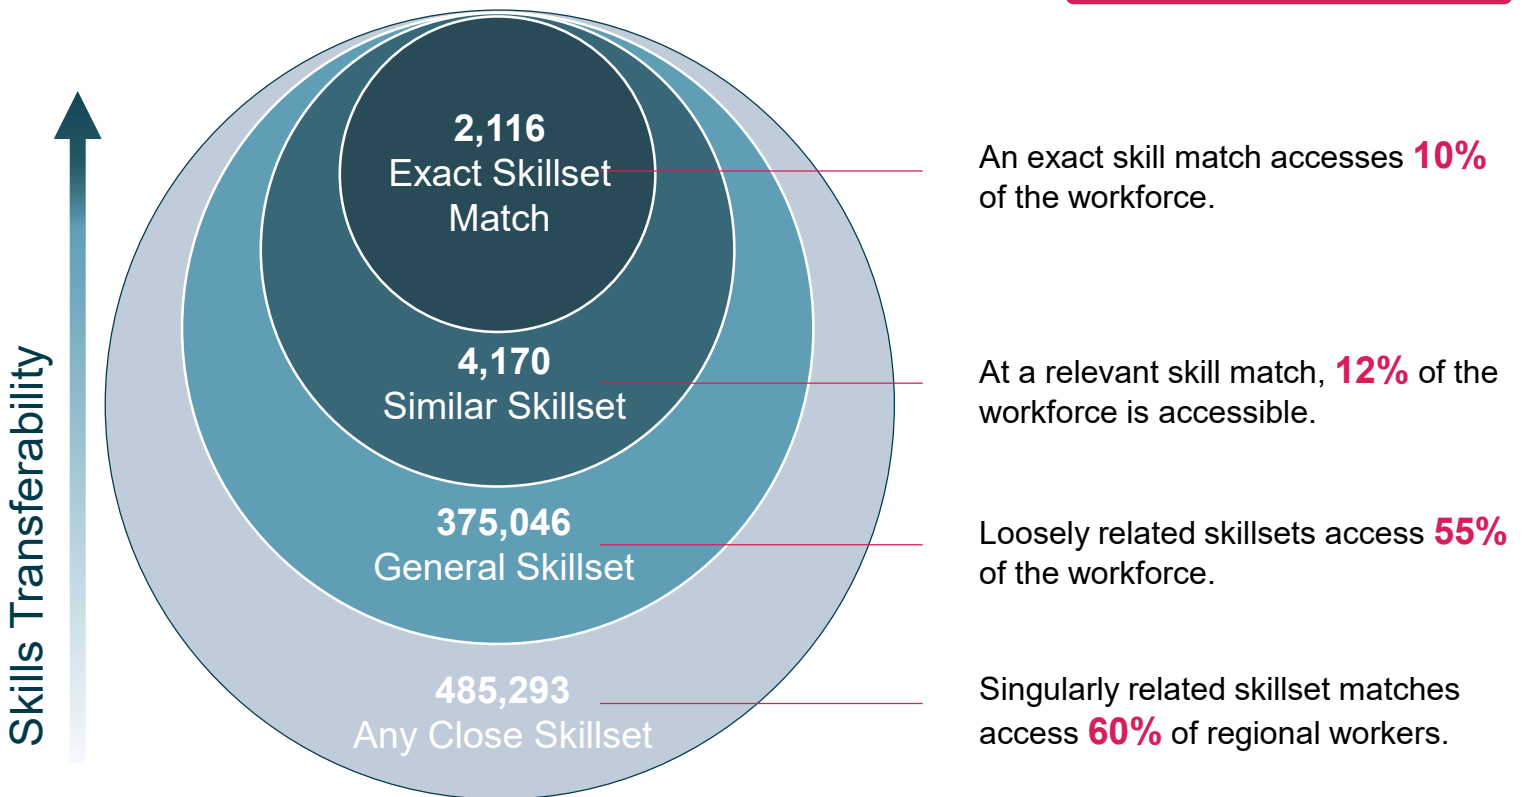 Skills Transferability
2,116
Exact Skillset
Match
An exact skill match accesses 10%
of the workforce.
4,170
Similar Skillset
At a relevant skill match, 12% of the
workforce is accessible.
375,046
General Skillset
Loosely related skillsets access 55%
of the workforce.
485,293
Any Close Skillset
Singularly related skillset matches
access 60% of regional workers.